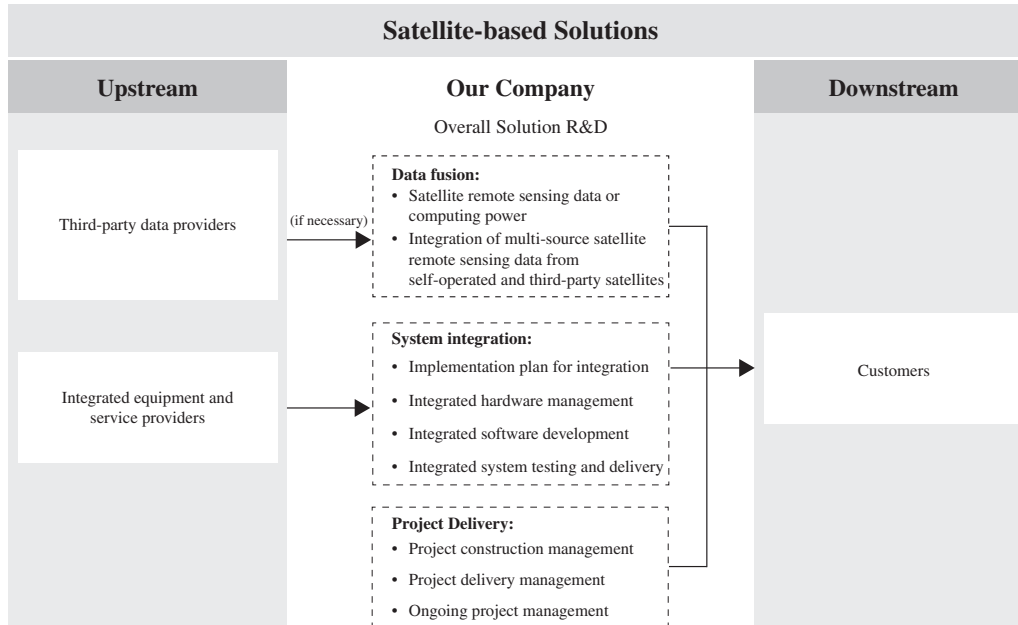 Satellite-based Solutions
Upstream
Our Company
Downstream
Overall Solution R&D
Third-party data providers
(if necessary)
Data fusion:
• Satellite remote sensing data or
computing power
• Integration of multi-source satellite
remote sensing data from
self-operated and third-party satellites
Integrated equipment and
service providers
System integration:
• Implementation plan for integration
• Integrated hardware management
• Integrated software development
• Integrated system testing and delivery
Customers
Project Delivery:
• Project construction management
• Project delivery management
• Ongoing project management